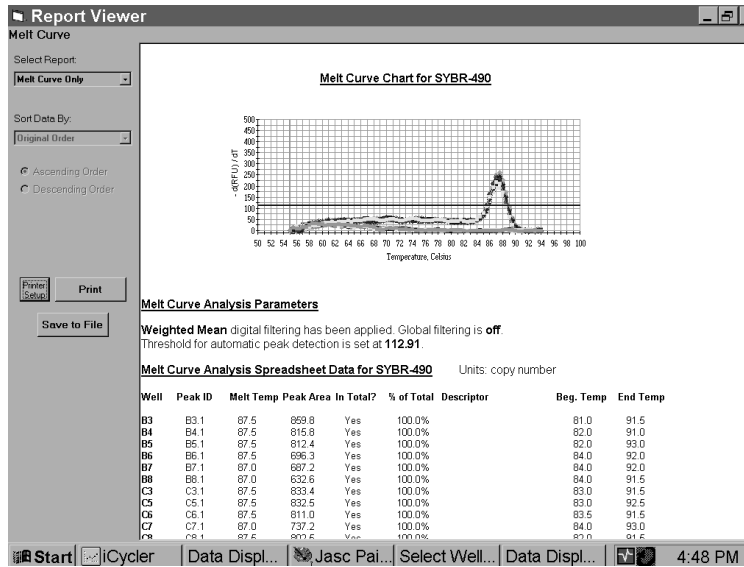 Report Viewer
Melt Curve
Select Report:
Melt Curve Only
Sort Data By:
Original Order
Ascending Order
Descending Order
Printer Setup
Print
Save to File
Melt Curve Chart for SYBR-490
- d(RFU) / dT
500
450
400
350
300
250
200
150
100
50
0
50 52 54 56 58 60 62 64 66 68 70 72 74 76 78 80 82 84 86 88 90 92 94 96 98 100
Temperature, Celsius
Melt Curve Analysis Parameters
Weighted Mean digital filtering has been applied. Global filtering is off.
Threshold for automatic peak detection is set at 112.91.
Melt Curve Analysis Spreadsheet Data for SYBR-490 Units: copy number
Well Peak ID Melt Temp Peak Area In Total? % of Total Descriptor Beg. Temp End Temp
B3 B3.1 87.5 859.8 Yes 100.0% 81.0 91.5
B4 B4.1 87.5 815.8 Yes 100.0% 82.0 91.0
B5 B5.1 87.5 812.4 Yes 100.0% 82.0 93.0
B6 B6.1 87.5 696.3 Yes 100.0% 84.0 92.0
B7 B7.1 87.0 687.2 Yes 100.0% 84.0 92.0
B8 B8.1 87.0 632.6 Yes 100.0% 84.0 91.5
C3 C3.1 87.5 833.4 Yes 100.0% 83.0 91.5
C5 C5.1 87.5 832.5 Yes 100.0% 83.0 92.5
C6 C6.1 87.5 811.0 Yes 100.0% 83.5 91.5
C7 C7.1 87.0 737.2 Yes 100.0% 84.0 93.0
C8 C8.1 87.5 802.5 Yes 100.0% 82.0 91.5
Start iCycler Data Displ... Jasc Pai... Select Well... Data Displ... 4:48 PM